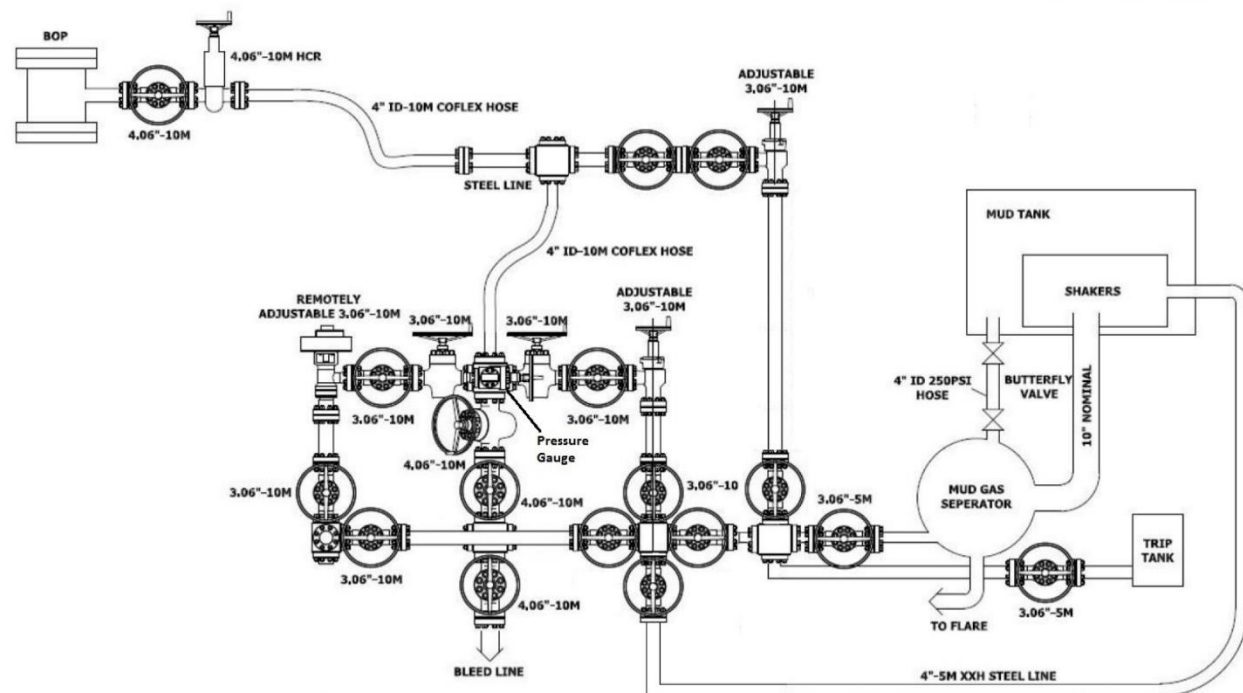 BOP
4.06"-10M HCR
4.06"-10M
4" ID-10M COFLEX HOSE
ADJUSTABLE
3.06"-10M
STEEL LINE
4" ID-10M COFLEX HOSE
MUD TANK
SHAKERS
REMOTELY
ADJUSTABLE 3.06"-10M
3.06"-10M
3.06"-10M
ADJUSTABLE
3.06"-10M
3.06"-10M
3.06"-10M
4" ID 250PSI
HOSE
BUTTERFLY
VALVE
10" NOMINAL
Pressure
Gauge
4.06"-10M
3.06"-10M
4.06"-10M
3.06"-10
3.06"-5M
MUD GAS
SEPERATOR
TRIP
TANK
3.06"-10M
4.06"-10M
3.06"-5M
TO FLARE
BLEED LINE
4"-5M XXH STEEL LINE